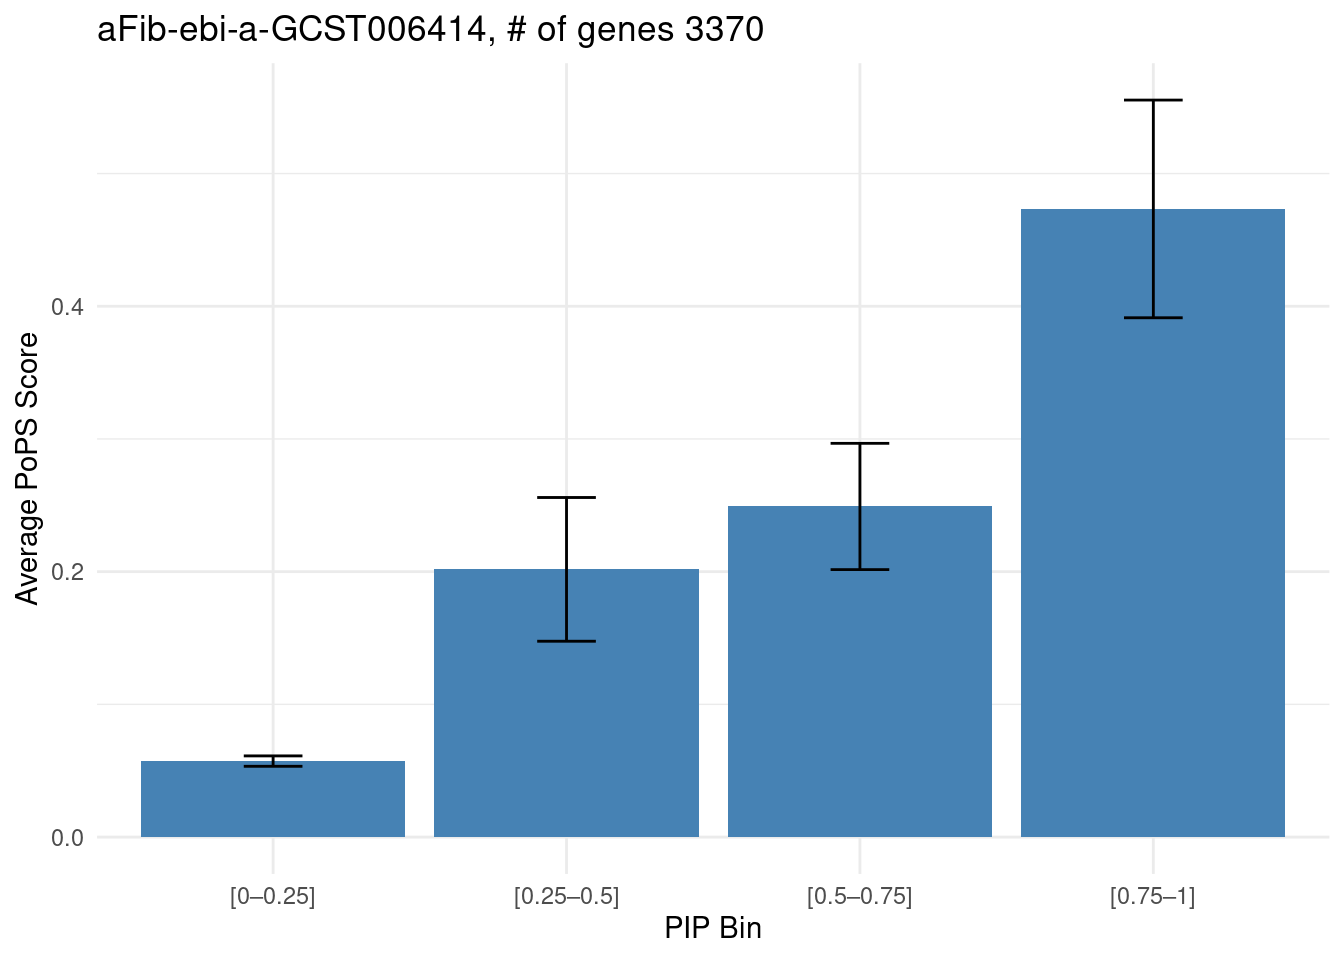 aFib-ebi-a-GCST006414, # of genes 3370
Average PoPS Score
0.4
0.2
0.0
[0–0.25]
[0.25–0.5]
[0.5–0.75]
[0.75–1]
PIP Bin